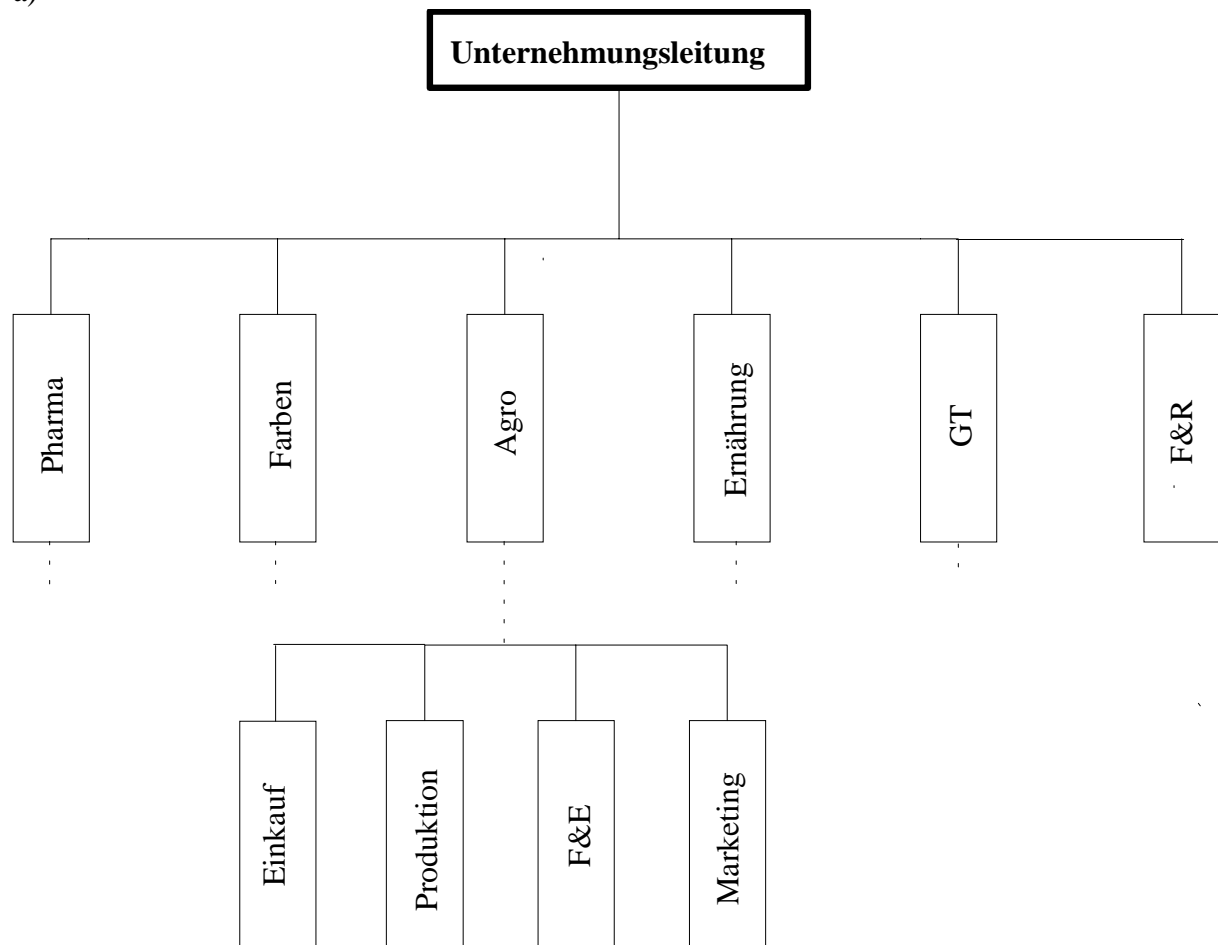 a)
Unternehmungsleitung
Pharma
Farben
Agro
Ernährung
GT
F&R
Einkauf
Produktion
F&E
Marketing